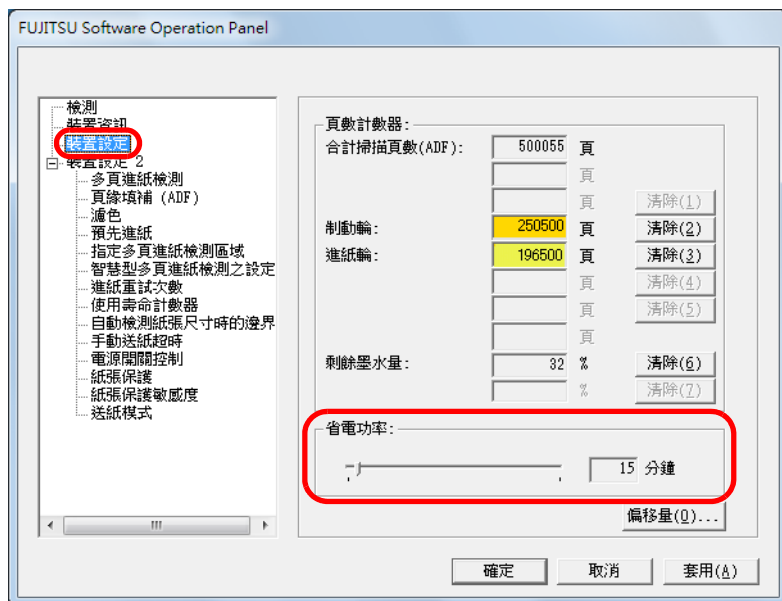 FUJITSU Software Operation Panel
檢測
裝置資訊
裝置設定
裝置設定 2
多頁進紙檢測
頁緣填補 (ADF)
濾色
預先進紙
指定多頁進紙檢測區域
智慧型多頁進紙檢測之設定
進紙重試次數
使用壽命計數器
自動檢測紙張尺寸時的邊界
手動送紙超時
電源開關控制
紙張保護
紙張保護敏感度
送紙模式
頁數計數器:
合計掃描頁數(ADF): 500055 頁
頁
頁 清除(1)
制動輪: 250500 頁 清除(2)
進紙輪: 196500 頁 清除(3)
頁 清除(4)
頁 清除(5)
頁
剩餘墨水量: 32 % 清除(6)
% 清除(7)
省電功率:
15 分鐘
偏移量(O)...
確定 取消 套用(A)